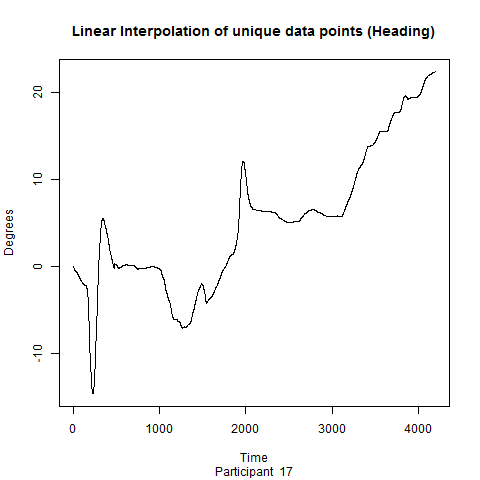 Linear Interpolation of unique data points (Heading)
20
10
0
-10
Degrees
0 1000 2000 3000 4000
Time
Participant 17